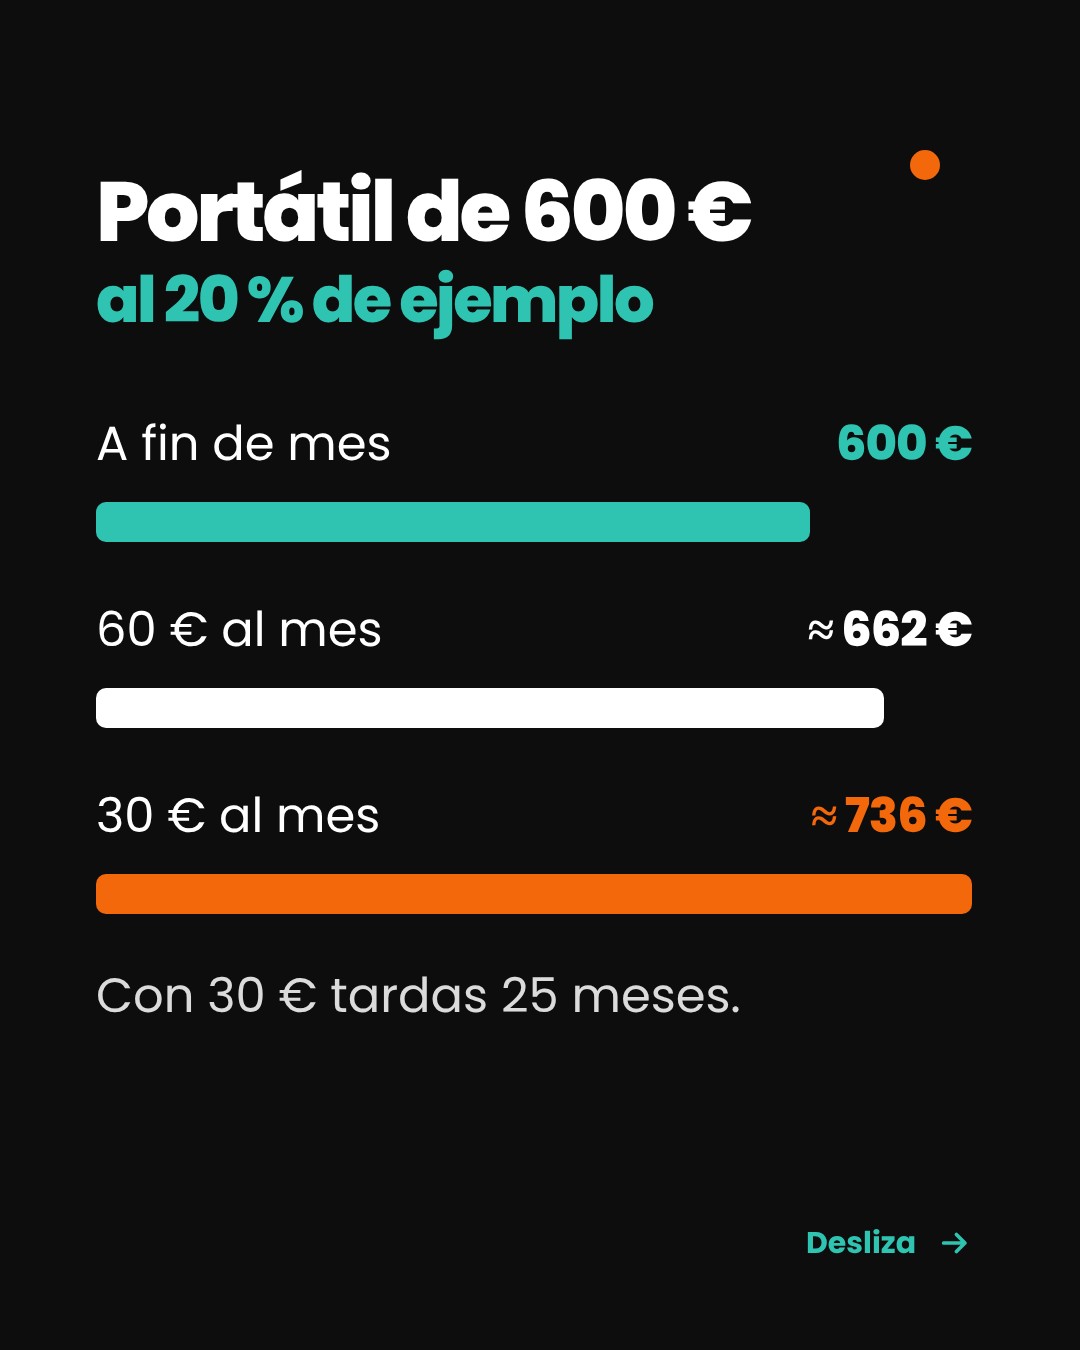 Portátil de 600 €
al 20 % de ejemplo
A fin de mes 600 €
60 € al mes ≈ 662 €
30 € al mes ≈ 736 €
Con 30 € tardas 25 meses.
Desliza →